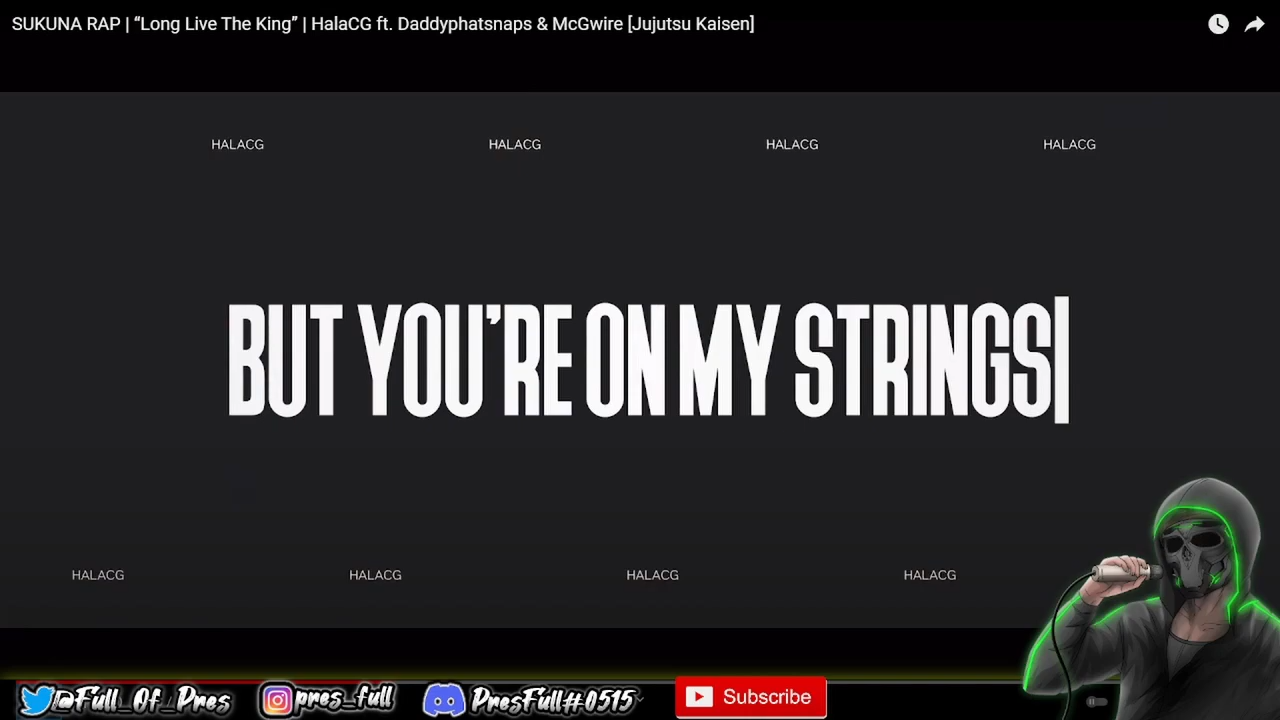 SUKUNA RAP | “Long Live The King” | HalaCG ft. Daddyphatsnaps & McGwire [Jujutsu Kaisen]
HALACG HALACG HALACG HALACG
BUT YOU’RE ON MY STRINGS
HALACG HALACG HALACG HALACG
@Full_Of_Pres pres_full PresFull#0515 Subscribe